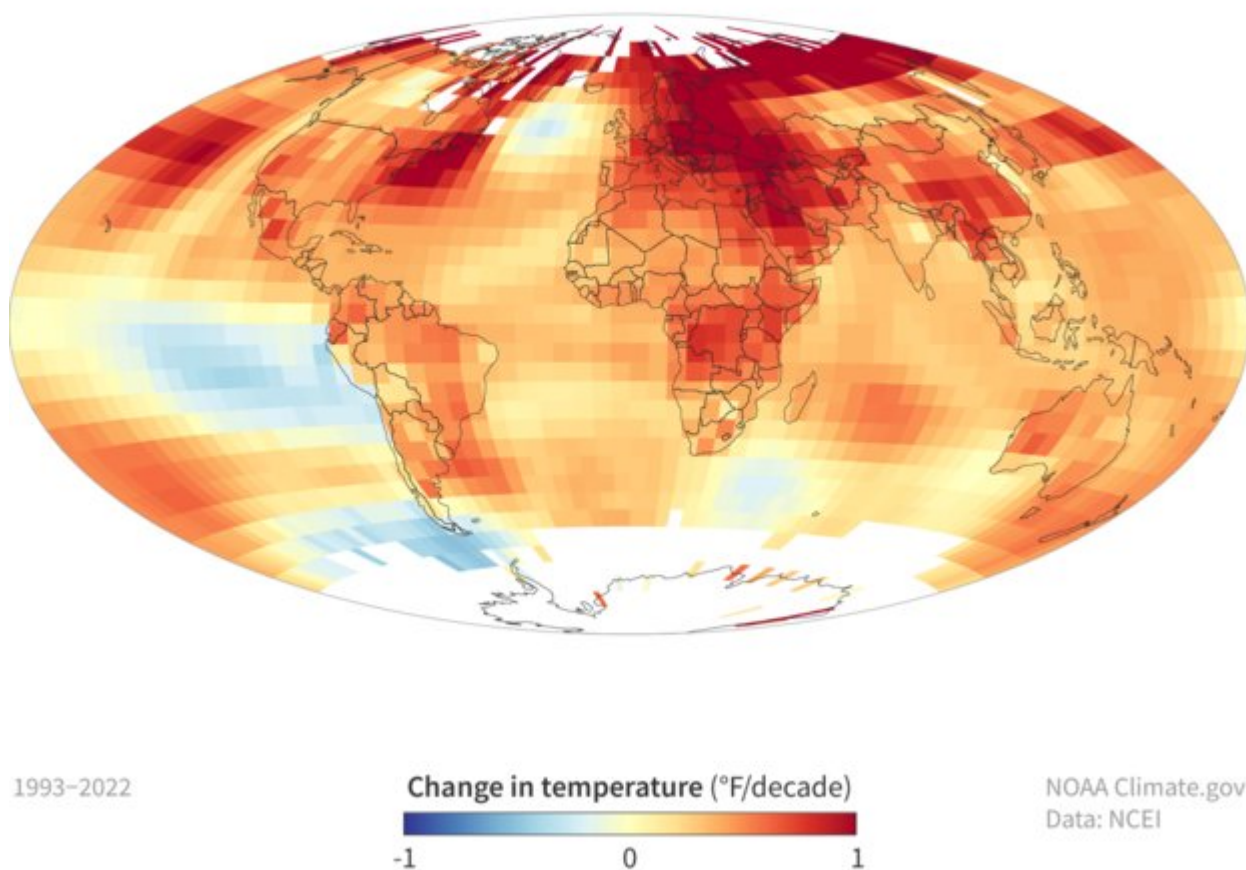 1993–2022
Change in temperature (°F/decade)
-1 0 1
NOAA Climate.gov
Data: NCEI